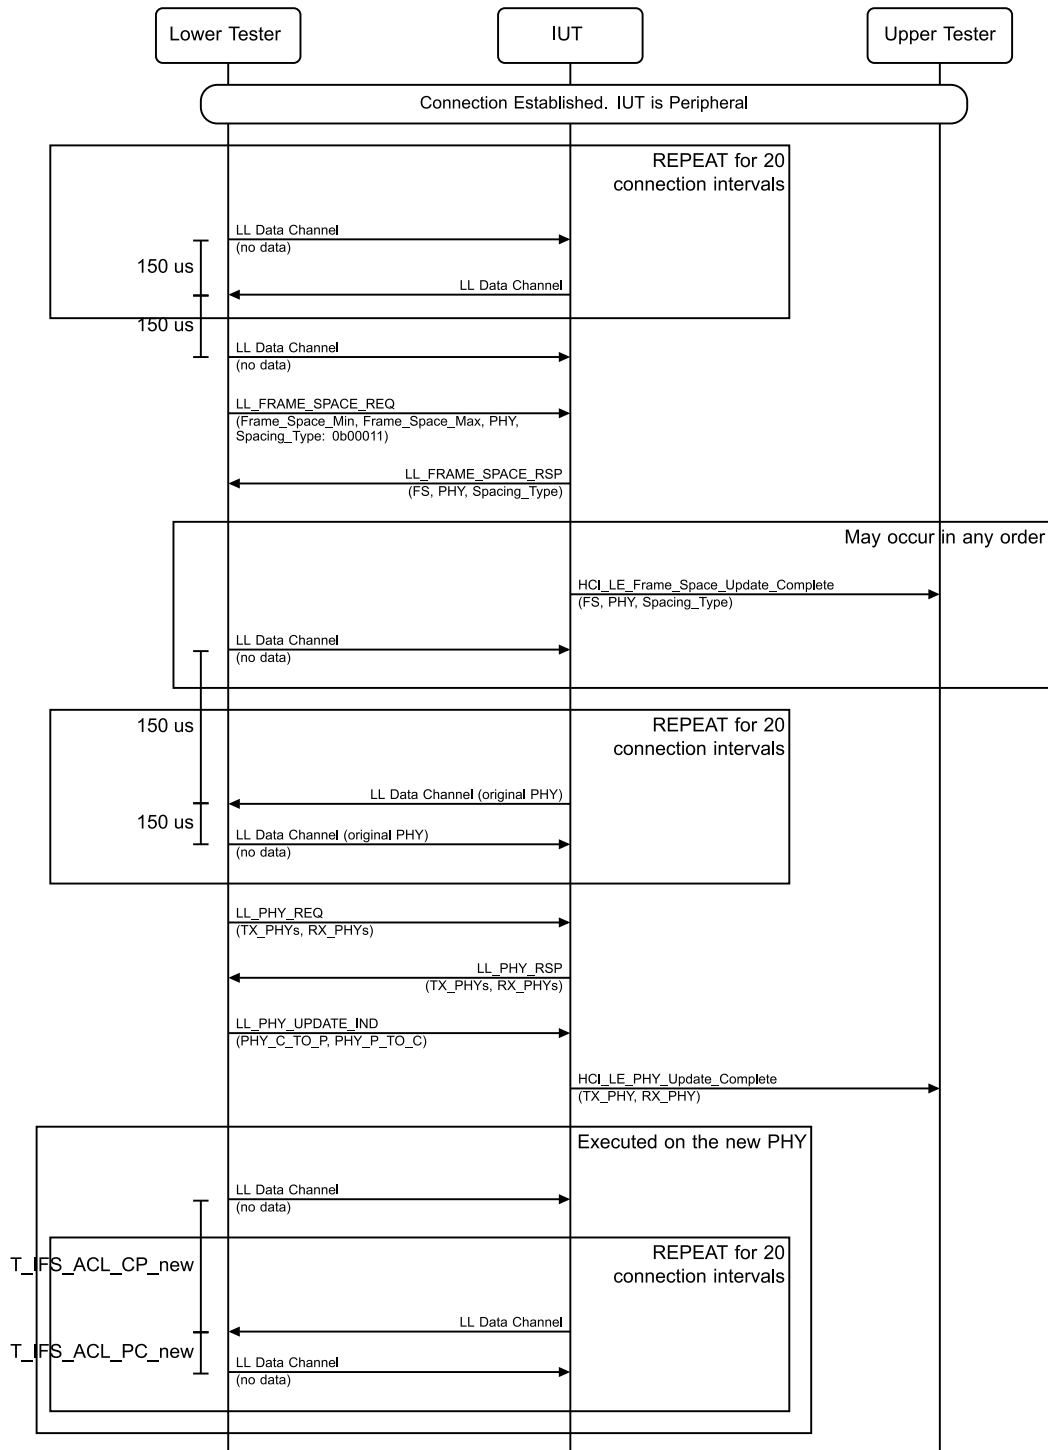 Lower Tester
IUT
Upper Tester
Connection Established. IUT is Peripheral
REPEAT for 20
connection intervals
LL Data Channel
(no data)
150 us
LL Data Channel
150 us
LL Data Channel
(no data)
LL_FRAME_SPACE_REQ
(Frame_Space_Min, Frame_Space_Max, PHY,
Spacing_Type: 0b00011)
LL_FRAME_SPACE_RSP
(FS, PHY, Spacing_Type)
May occur in any order
HCI_LE_Frame_Space_Update_Complete
(FS, PHY, Spacing_Type)
LL Data Channel
(no data)
150 us
REPEAT for 20
connection intervals
LL Data Channel (original PHY)
150 us
LL Data Channel (original PHY)
(no data)
LL_PHY_REQ
(TX_PHYs, RX_PHYs)
LL_PHY_RSP
(TX_PHYs, RX_PHYs)
LL_PHY_UPDATE_IND
(PHY_C_TO_P, PHY_P_TO_C)
HCI_LE_PHY_Update_Complete
(TX_PHY, RX_PHY)
Executed on the new PHY
LL Data Channel
(no data)
REPEAT for 20
connection intervals
T_IFS_ACL_CP_new
LL Data Channel
T_IFS_ACL_PC_new
LL Data Channel
(no data)